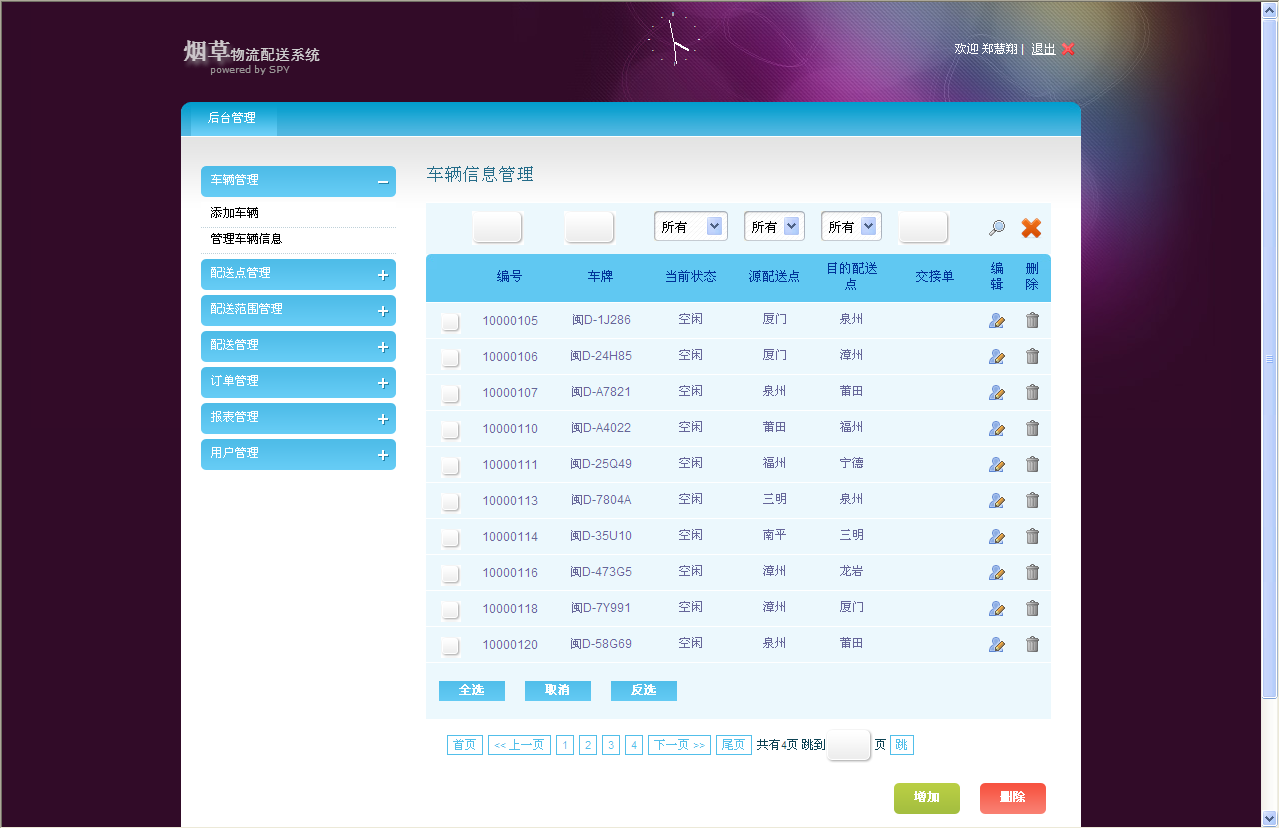 烟草物流配送系统
powered by SPY
欢迎 郑慧翔 | 退出
后台管理
车辆管理
添加车辆
管理车辆信息
配送点管理
配送范围管理
配送管理
订单管理
报表管理
用户管理
车辆信息管理
所有 所有 所有
编号 车牌 当前状态 源配送点 目的配送点 交接单 编辑 删除
10000105 闽D-1J286 空闲 厦门 泉州
10000106 闽D-24H85 空闲 厦门 漳州
10000107 闽D-A7821 空闲 泉州 莆田
10000110 闽D-A4022 空闲 莆田 福州
10000111 闽D-25Q49 空闲 福州 宁德
10000113 闽D-7804A 空闲 三明 泉州
10000114 闽D-35U10 空闲 南平 三明
10000116 闽D-473G5 空闲 漳州 龙岩
10000118 闽D-7Y991 空闲 漳州 厦门
10000120 闽D-58G69 空闲 泉州 莆田
全选 取消 反选
首页 << 上一页 1 2 3 4 下一页 >> 尾页 共有4页 跳到 页 跳
增加 删除